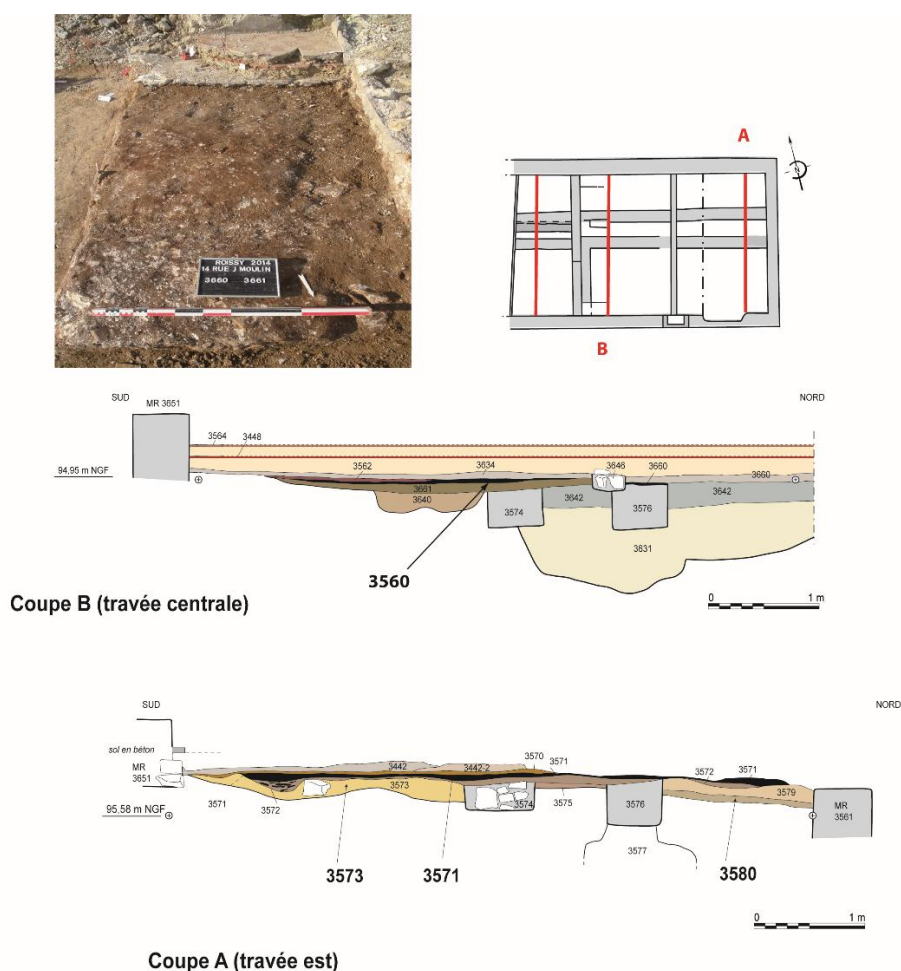 ROISSY 2014
14 RUE J MOULIN
3660 3661
A
B
SUD
NORD
MR 3651
3564
3448
94,95 m NGF
3562
3634
3646
3660
3660
3661
3640
3574
3642
3576
3642
3631
3560
Coupe B (travée centrale)
0 1 m
SUD
NORD
sol en béton
MR
3651
3442
3442-2
3570
3571
3572
3571
3573
3574
3575
3576
3579
MR
3561
3571
3572
95,58 m NGF
3577
3573
3571
3580
0 1 m
Coupe A (travée est)